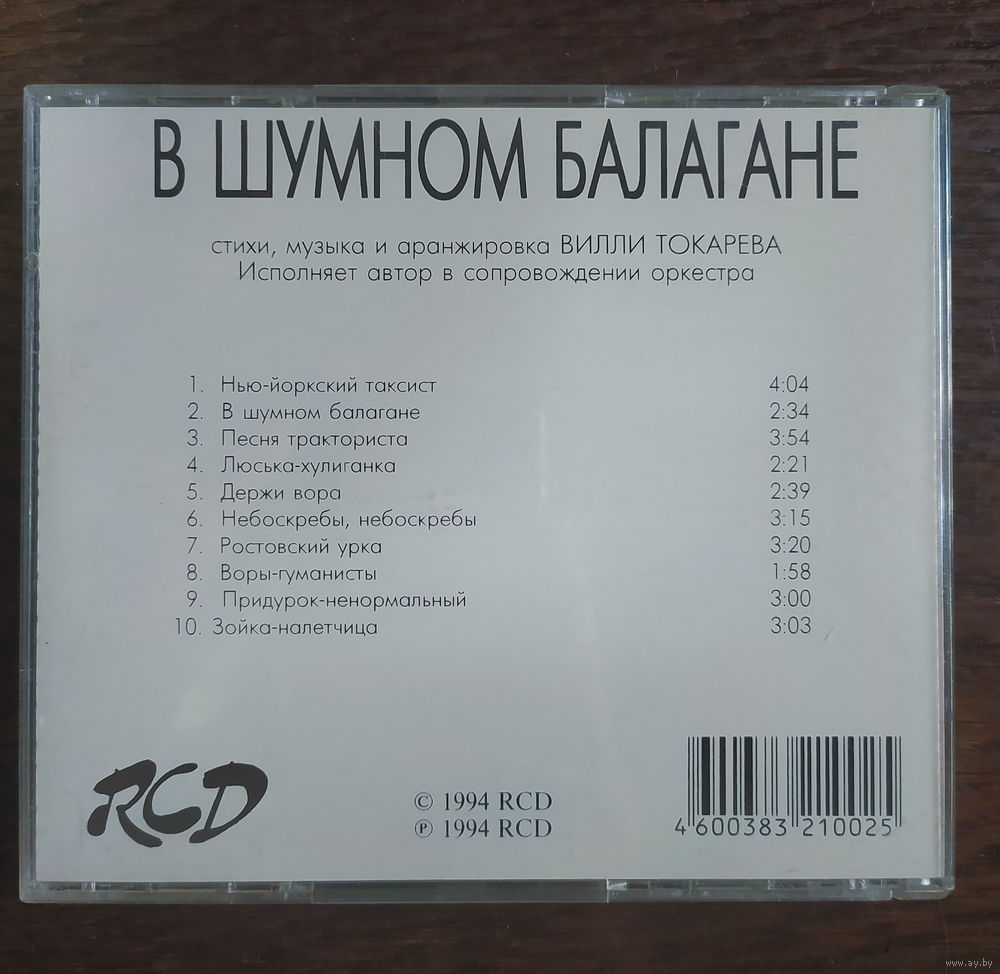 В ШУМНОМ БАЛАГАНЕ
стихи, музыка и аранжировка ВИЛЛИ ТОКАРЕВА
Исполняет автор в сопровождении оркестра
1. Нью-йоркский таксист 4:04
2. В шумном балагане 2:34
3. Песня тракториста 3:54
4. Люська-хулиганка 2:21
5. Держи вора 2:39
6. Небоскребы, небоскребы 3:15
7. Ростовский урка 3:20
8. Воры-гуманисты 1:58
9. Придурок-ненормальный 3:00
10. Зойка-налетчица 3:03
RCD
© 1994 RCD
℗ 1994 RCD
4 600383 210025
www.ay.by